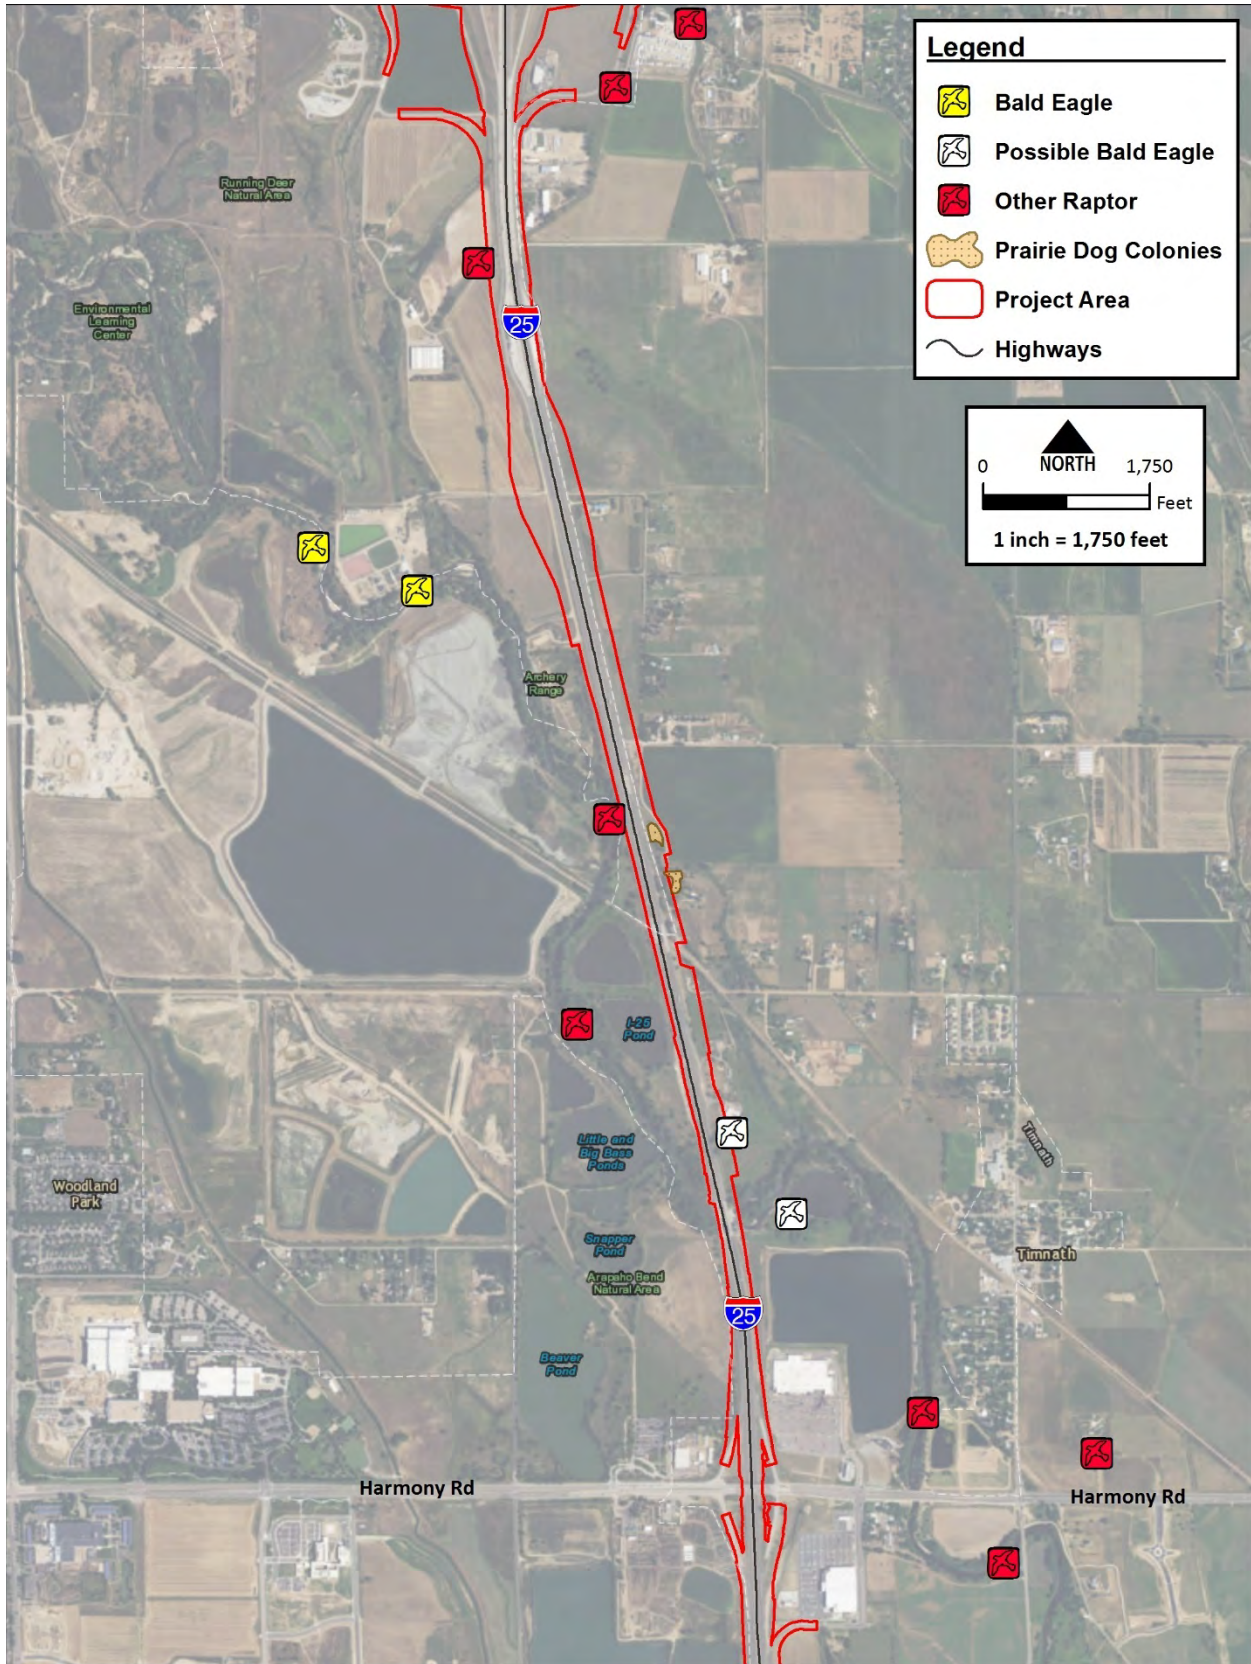 Legend
Bald Eagle
Possible Bald Eagle
Other Raptor
Prairie Dog Colonies
Project Area
Highways
0 NORTH 1,750
Feet
1 inch = 1,750 feet
Running Deer
Natural Area
Environmental
Learning
Center
25
Archery
Range
I-25
Pond
Little and
Big Bass
Ponds
Timnath
Woodland
Park
Snapper
Pond
Timnath
Arapaho Bend
Natural Area
25
Beaver
Pond
Harmony Rd
Harmony Rd